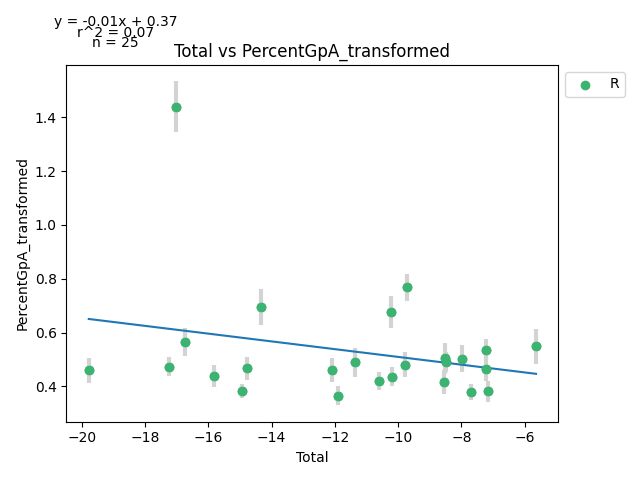 y = -0.01x + 0.37
r^2 = 0.07
n = 25
Total vs PercentGpA_transformed
R
PercentGpA_transformed
1.4
1.2
1.0
0.8
0.6
0.4
−20 −18 −16 −14 −12 −10 −8 −6
Total